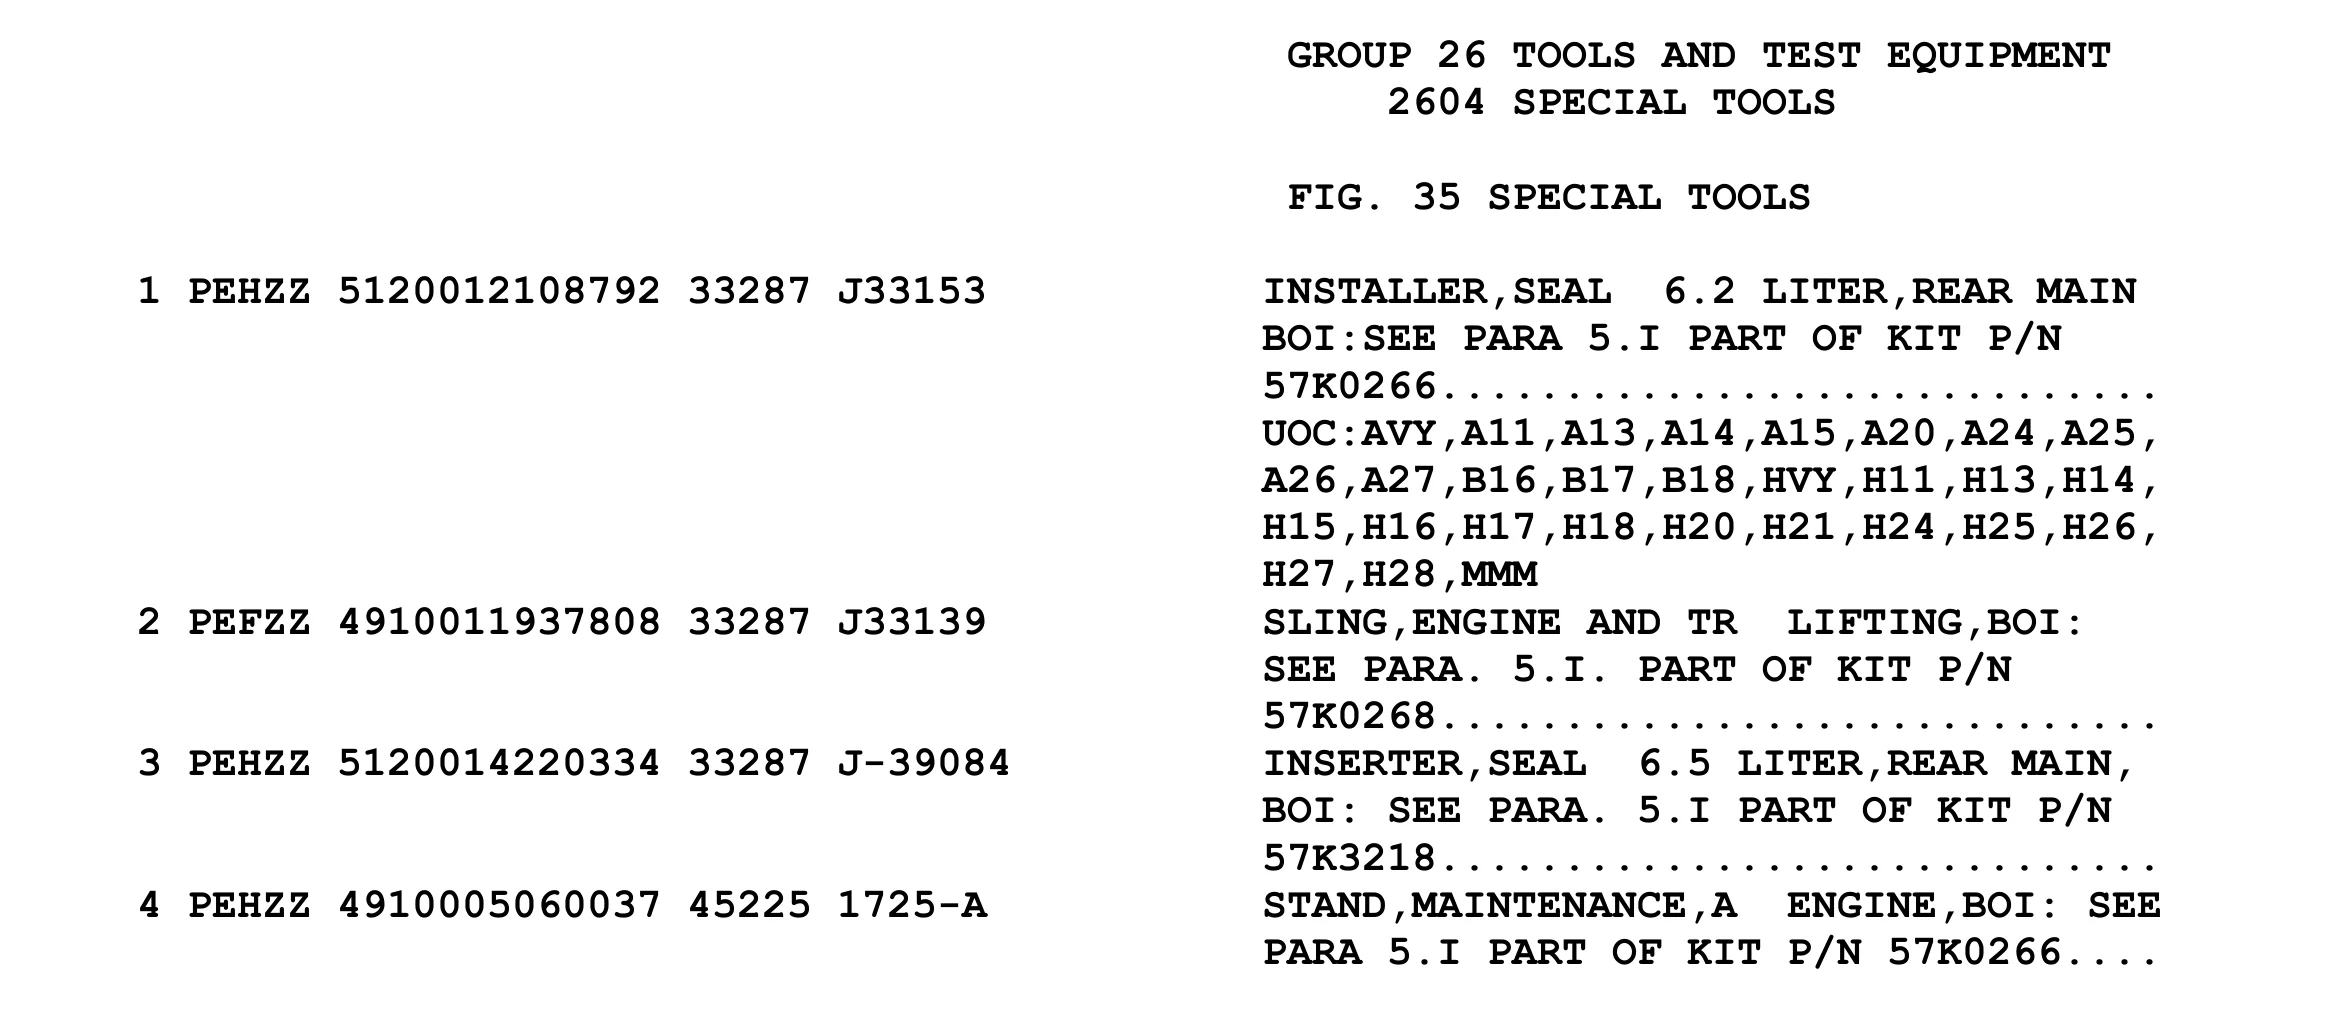 GROUP 26 TOOLS AND TEST EQUIPMENT
2604 SPECIAL TOOLS
FIG. 35 SPECIAL TOOLS
1 PEHZZ 5120012108792 33287 J33153 INSTALLER,SEAL 6.2 LITER,REAR MAIN
BOI:SEE PARA 5.I PART OF KIT P/N
57K0266.............................
UOC:AVY,A11,A13,A14,A15,A20,A24,A25,
A26,A27,B16,B17,B18,HVY,H11,H13,H14,
H15,H16,H17,H18,H20,H21,H24,H25,H26,
H27,H28,MMM
2 PEFZZ 4910011937808 33287 J33139 SLING,ENGINE AND TR LIFTING,BOI:
SEE PARA. 5.I. PART OF KIT P/N
57K0268.............................
3 PEHZZ 5120014220334 33287 J-39084 INSERTER,SEAL 6.5 LITER,REAR MAIN,
BOI: SEE PARA. 5.I PART OF KIT P/N
57K3218.............................
4 PEHZZ 4910005060037 45225 1725-A STAND,MAINTENANCE,A ENGINE,BOI: SEE
PARA 5.I PART OF KIT P/N 57K0266....